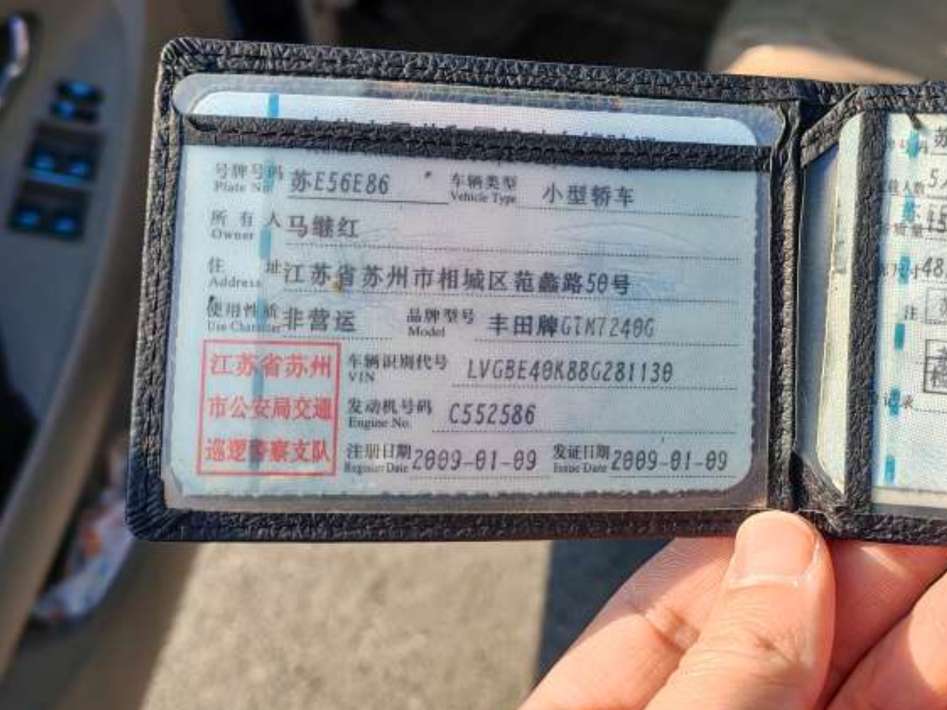 号牌号码 Plate No. 苏E56E86 车辆类型 Vehicle Type 小型轿车
所有人 Owner 马继红
住址 Address 江苏省苏州市相城区范蠡路50号
使用性质 Use Character 非营运 品牌型号 Model 丰田牌GTM7240G
江苏省苏州
市公安局交通
巡逻警察支队
车辆识别代号 VIN LVGBE40K88G281130
发动机号码 Engine No. C552586
注册日期 Register Date 2009-01-09 发证日期 Issue Date 2009-01-09